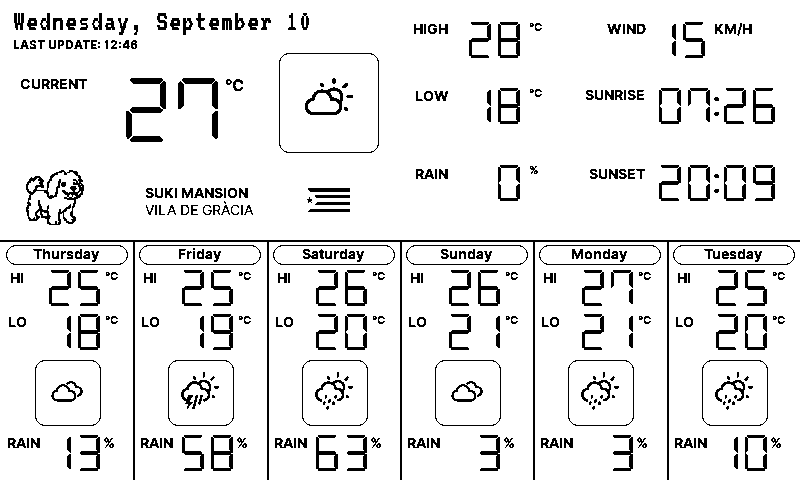 Wednesday, September 10
LAST UPDATE: 12:46
CURRENT 27 °C
SUKI MANSION
VILA DE GRÀCIA
HIGH 28 °C
LOW 18 °C
RAIN 0 %
WIND 15 KM/H
SUNRISE 07:26
SUNSET 20:09
Thursday
HI 25 °C
LO 18 °C
RAIN 13 %
Friday
HI 25 °C
LO 19 °C
RAIN 58 %
Saturday
HI 26 °C
LO 20 °C
RAIN 63 %
Sunday
HI 26 °C
LO 21 °C
RAIN 3 %
Monday
HI 27 °C
LO 21 °C
RAIN 3 %
Tuesday
HI 25 °C
LO 20 °C
RAIN 10 %